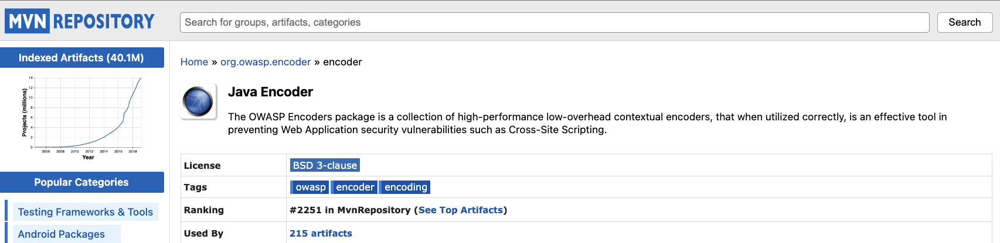 MVN REPOSITORY
Search for groups, artifacts, categories
Search
Indexed Artifacts (40.1M)
Projects (millions)
14
12
10
8
6
4
2
0
2006 2008 2010 2012 2014 2016 2018
Year
Popular Categories
Testing Frameworks & Tools
Android Packages
Home » org.owasp.encoder » encoder
Java Encoder
The OWASP Encoders package is a collection of high-performance low-overhead contextual encoders, that when utilized correctly, is an effective tool in
preventing Web Application security vulnerabilities such as Cross-Site Scripting.
License BSD 3-clause
Tags owasp encoder encoding
Ranking #2251 in MvnRepository (See Top Artifacts)
Used By 215 artifacts